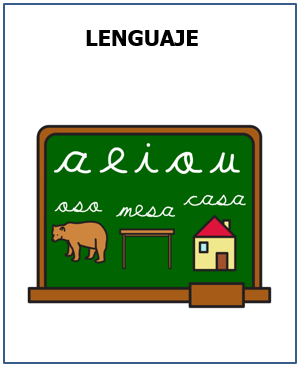 LENGUAJE
a e i o u
oso mesa casa